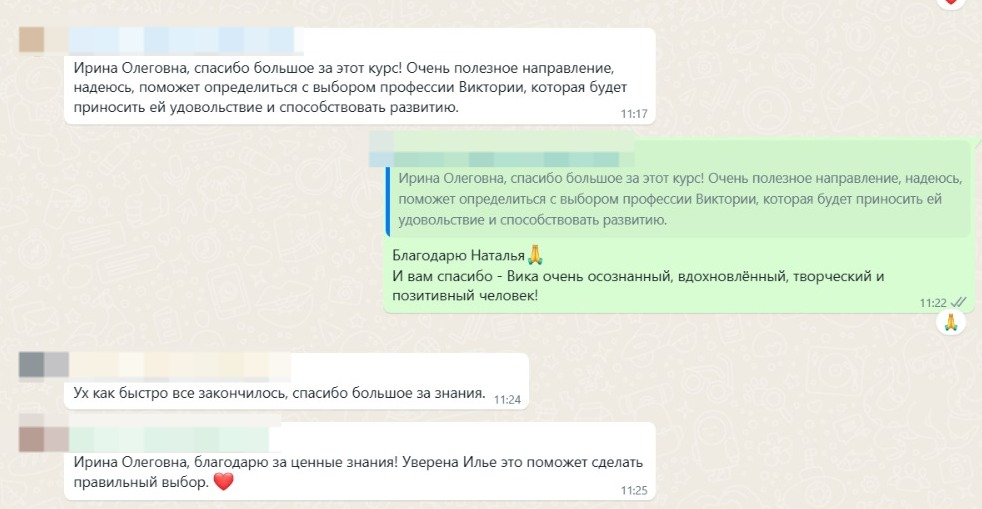 Ирина Олеговна, спасибо большое за этот курс! Очень полезное направление,
надеюсь, поможет определиться с выбором профессии Виктории, которая будет
приносить ей удовольствие и способствовать развитию.
11:17
Ирина Олеговна, спасибо большое за этот курс! Очень полезное направление, надеюсь,
поможет определиться с выбором профессии Виктории, которая будет приносить ей
удовольствие и способствовать развитию.
Благодарю Наталья🙏
И вам спасибо - Вика очень осознанный, вдохновлённый, творческий и
позитивный человек!
11:22
🙏
Ух как быстро все закончилось, спасибо большое за знания.
11:24
Ирина Олеговна, благодарю за ценные знания! Уверена Илье это поможет сделать
правильный выбор. ❤️
11:25